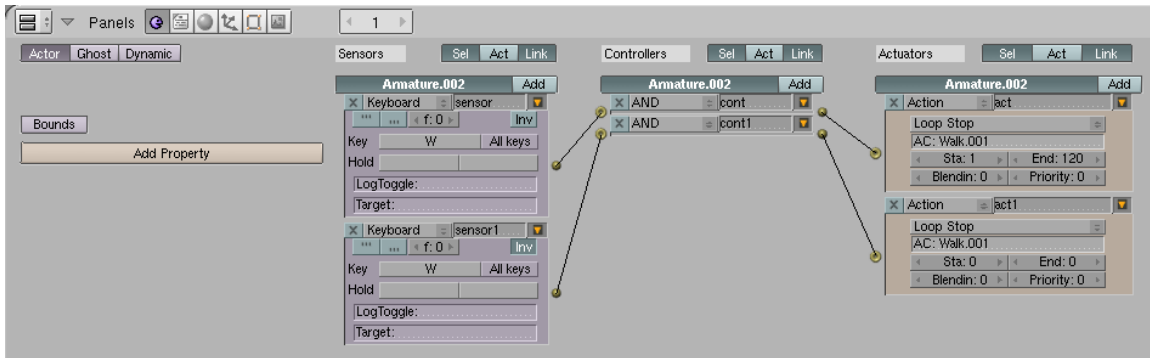 Panels 1
Actor Ghost Dynamic
Bounds
Add Property
Sensors Sel Act Link
Armature.002 Add
X Keyboard sensor
''' ... f: 0 Inv
Key W All keys
Hold
LogToggle:
Target:
X Keyboard sensor1
''' ... f: 0 Inv
Key W All keys
Hold
LogToggle:
Target:
Controllers Sel Act Link
Armature.002 Add
X AND cont
X AND cont1
Actuators Sel Act Link
Armature.002 Add
X Action act
Loop Stop
AC: Walk.001
Sta: 1 End: 120
Blendin: 0 Priority: 0
X Action act1
Loop Stop
AC: Walk.001
Sta: 0 End: 0
Blendin: 0 Priority: 0